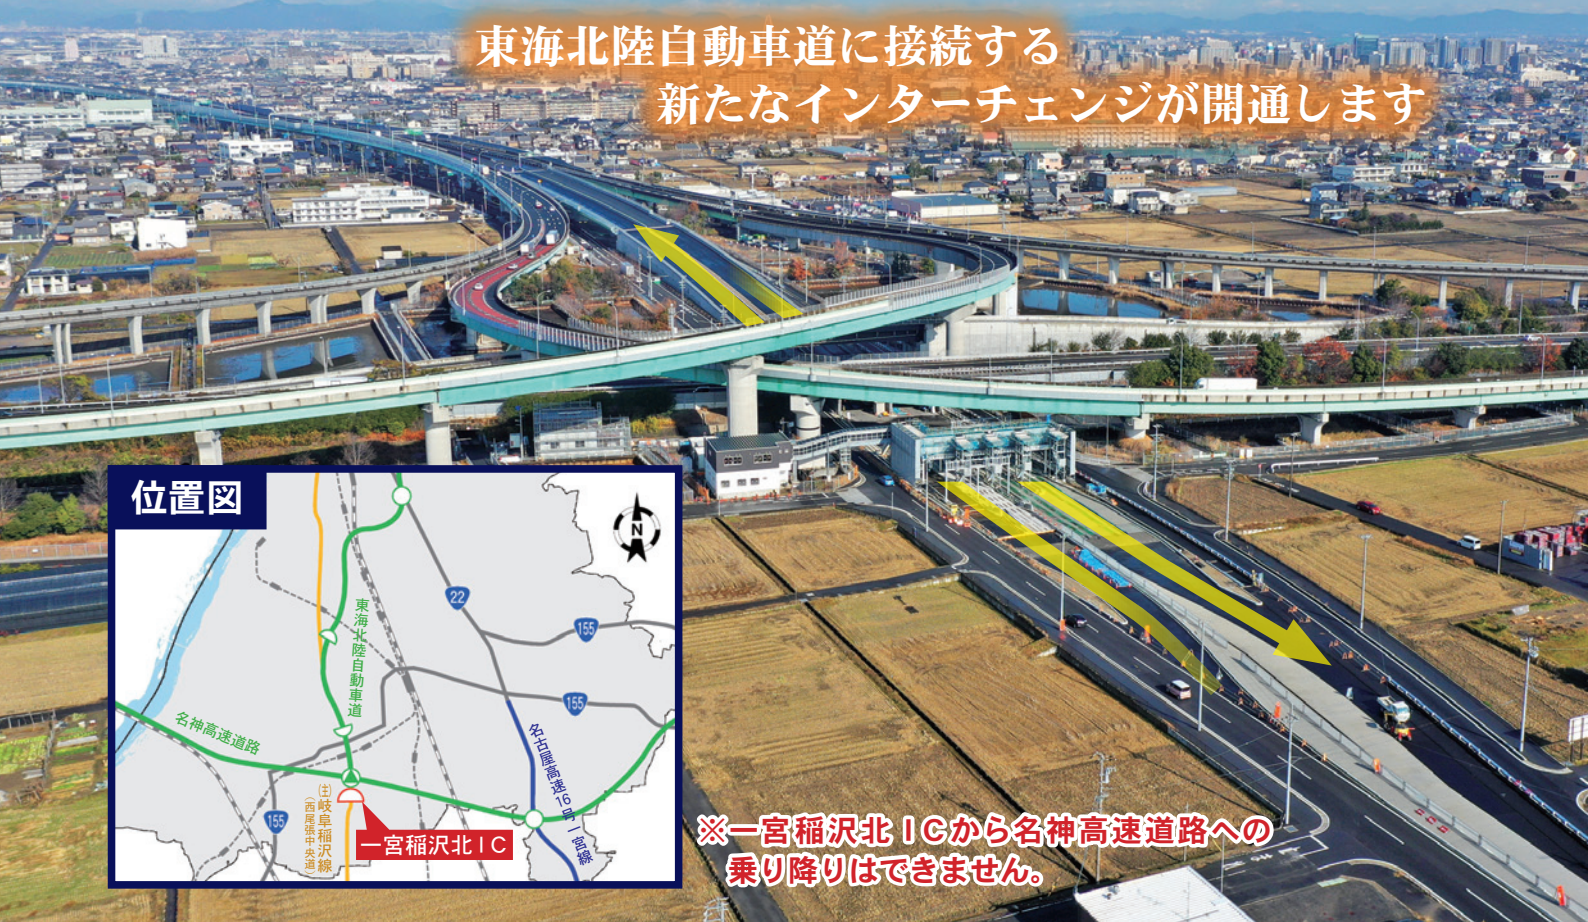 東海北陸自動車道に接続する
新たなインターチェンジが開通します
位置図
N
22
155
155
東海北陸自動車道
名神高速道路
名古屋高速16号一宮線
155
(主)岐阜稲沢線
(西尾張中央道)
一宮稲沢北IC
※一宮稲沢北ICから名神高速道路への
乗り降りはできません。